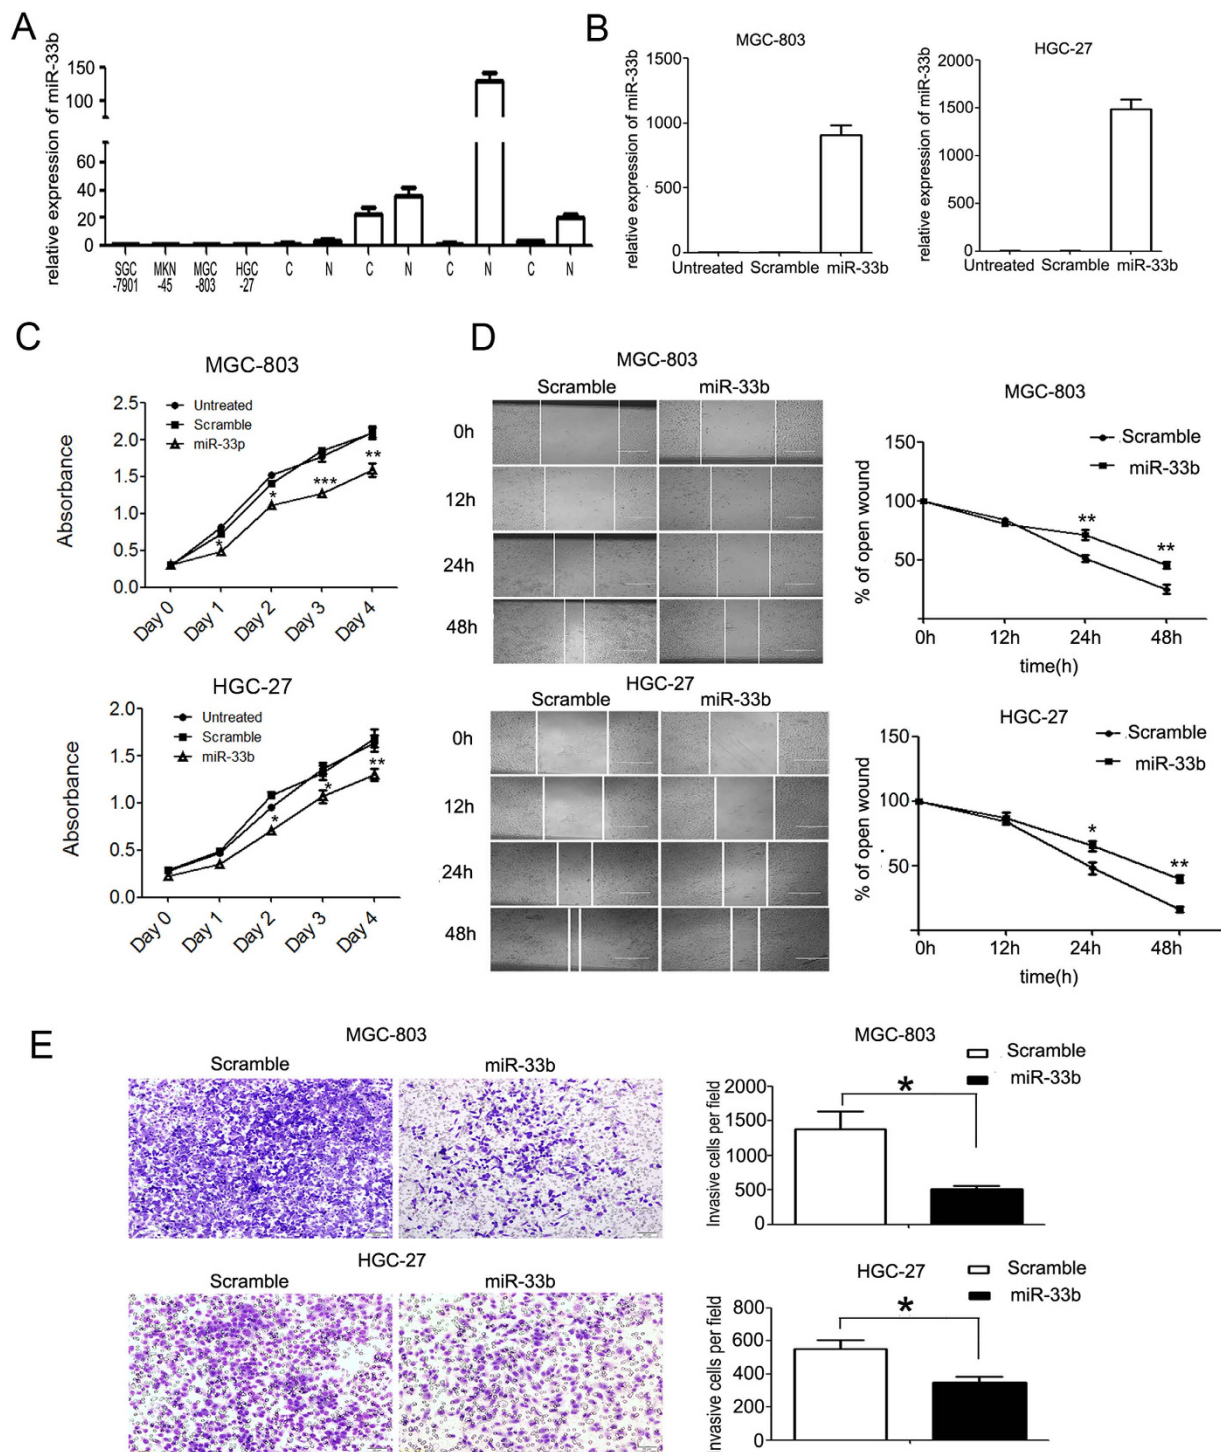 A
relative expression of miR-33b
150
100
60
40
20
0
SGC
-7901
MKN
-45
MGC
-803
HGC
-27
C
N
C
N
C
N
C
N
B
MGC-803
relative expression of miR-33b
1500
1000
500
0
Untreated Scramble miR-33b
HGC-27
relative expression of miR-33b
2000
1500
1000
500
0
Untreated Scramble miR-33b
C
MGC-803
Absorbance
2.5
2.0
1.5
1.0
0.5
0.0
Untreated
Scramble
miR-33p
*
*
***
**
Day 0
Day 1
Day 2
Day 3
Day 4
HGC-27
Absorbance
2.0
1.5
1.0
0.5
0.0
Untreated
Scramble
miR-33b
*
*
**
Day 0
Day 1
Day 2
Day 3
Day 4
D
MGC-803
Scramble miR-33b
0h
12h
24h
48h
MGC-803
% of open wound
150
100
50
Scramble
miR-33b
**
**
0h 12h 24h 48h
time(h)
HGC-27
Scramble miR-33b
0h
12h
24h
48h
HGC-27
% of open wound
150
100
50
Scramble
miR-33b
*
**
0h 12h 24h 48h
time(h)
E
MGC-803
Scramble miR-33b
MGC-803
Scramble
miR-33b
Invasive cells per field
2000
1500
1000
500
0
*
HGC-27
Scramble miR-33b
HGC-27
Scramble
miR-33b
Invasive cells per field
800
600
400
200
0
*